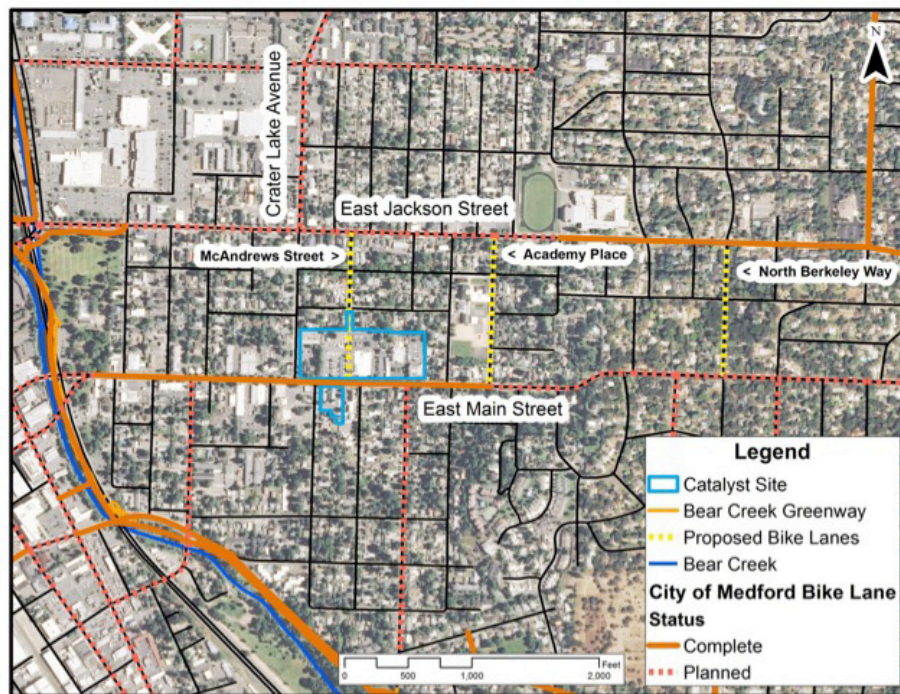 N
Crater Lake Avenue
East Jackson Street
McAndrews Street >
< Academy Place
< North Berkeley Way
East Main Street
Legend
Catalyst Site
Bear Creek Greenway
Proposed Bike Lanes
Bear Creek
City of Medford Bike Lane
Status
Complete
Planned
Feet
0 500 1,000 2,000